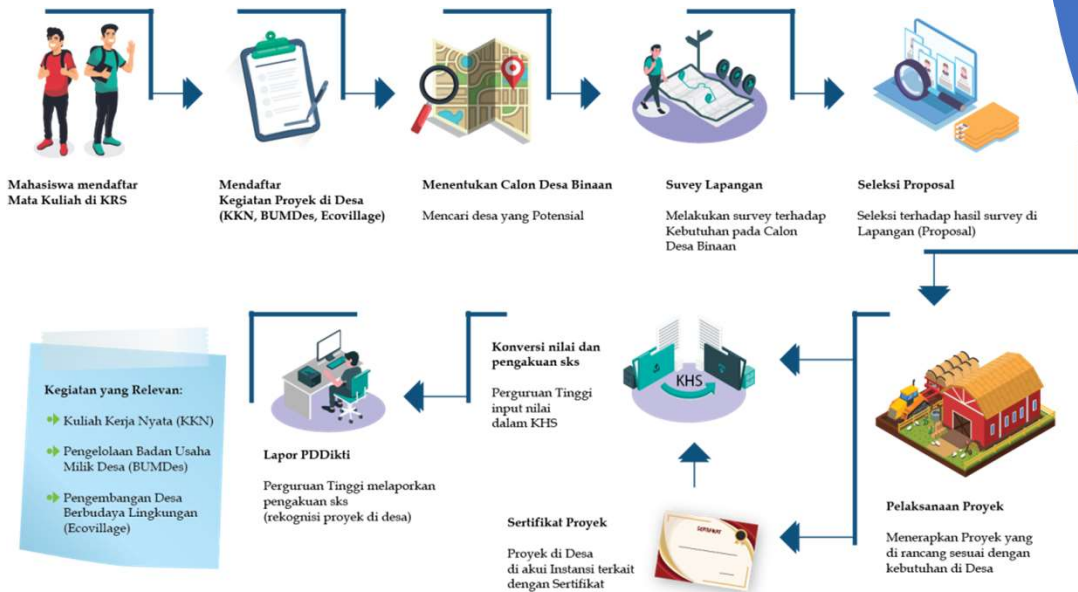 Mahasiswa mendaftar
Mata Kuliah di KRS
Mendaftar
Kegiatan Proyek di Desa
(KKN, BUMDes, Ecovillage)
Menentukan Calon Desa Binaan
Mencari desa yang Potensial
Suvey Lapangan
Melakukan survey terhadap
Kebutuhan pada Calon
Desa Binaan
Seleksi Proposal
Seleksi terhadap hasil survey di
Lapangan (Proposal)
Pelaksanaan Proyek
Menerapkan Proyek yang
di rancang sesuai dengan
kebutuhan di Desa
KHS
Konversi nilai dan
pengakuan sks
Perguruan Tinggi
input nilai
dalam KHS
SERTIFIKAT
Sertifikat Proyek
Proyek di Desa
di akui Instansi terkait
dengan Sertifikat
Lapor PDDikti
Perguruan Tinggi melaporkan
pengakuan sks
(rekognisi proyek di desa)
Kegiatan yang Relevan:
Kuliah Kerja Nyata (KKN)
Pengelolaan Badan Usaha
Milik Desa (BUMDes)
Pengembangan Desa
Berbudaya Lingkungan
(Ecovillage)